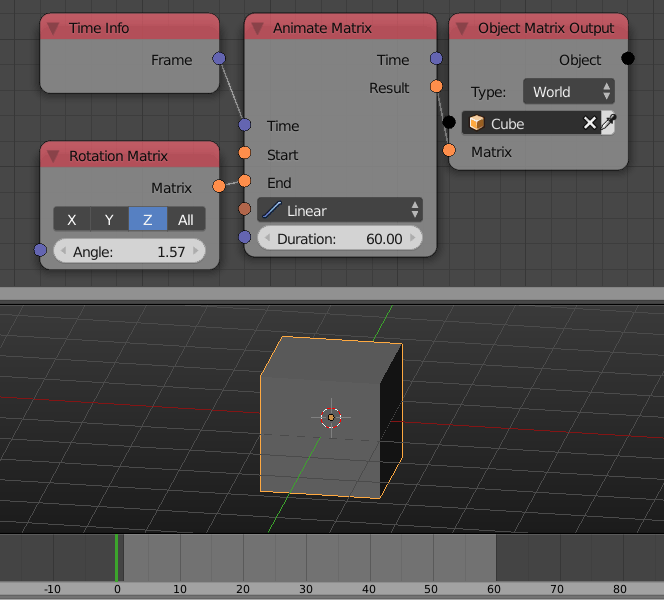 Time Info
Frame
Rotation Matrix
Matrix
X Y Z All
Angle: 1.57
Animate Matrix
Time
Result
Time
Start
End
Linear
Duration: 60.00
Object Matrix Output
Object
Type: World
Cube
Matrix
-10 0 10 20 30 40 50 60 70 80